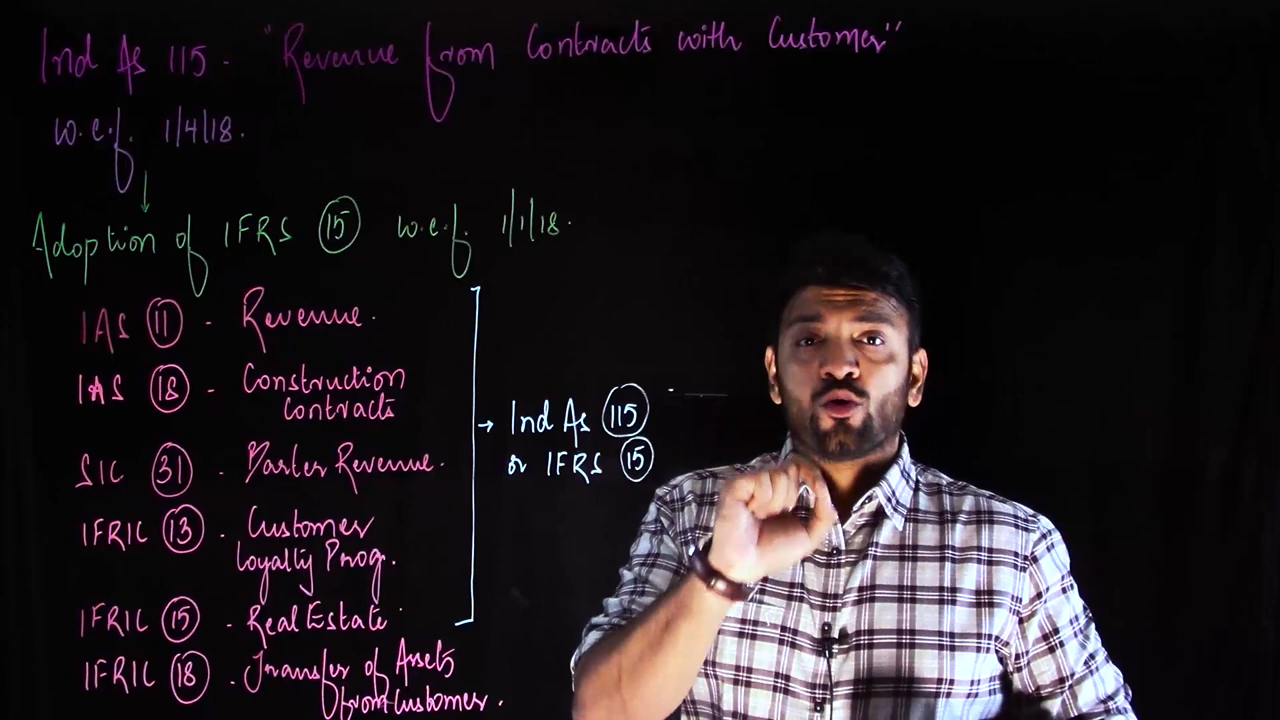 Ind As 115. "Revenue from Contracts with Customer"
w.e.f. 1/4/18.
Adoption of IFRS 15 w.e.f. 1/1/18.
IAS 11 - Revenue.
IAS 18 - Construction
contracts
SIC 31 - Barter Revenue.
IFRIC 13 - Customer
Loyalty Prog.
IFRIC 15 - Real Estate
IFRIC 18 - Transfer of Assets
from Customer.
→ Ind As 115
or IFRS 15